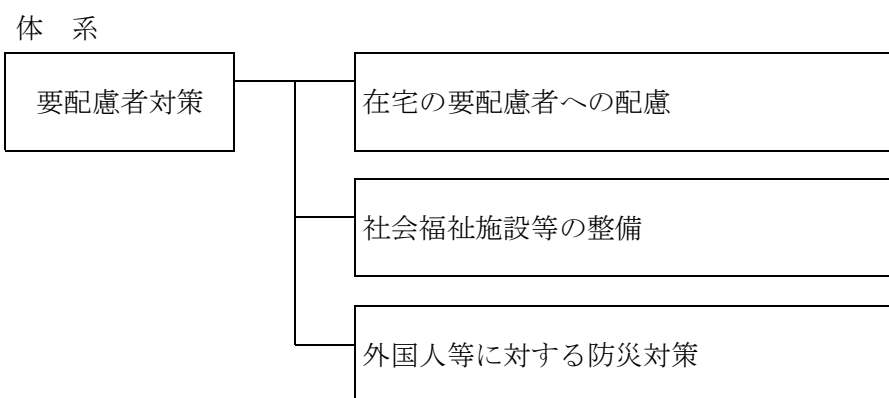 体　系
要配慮者対策
在宅の要配慮者への配慮
社会福祉施設等の整備
外国人等に対する防災対策